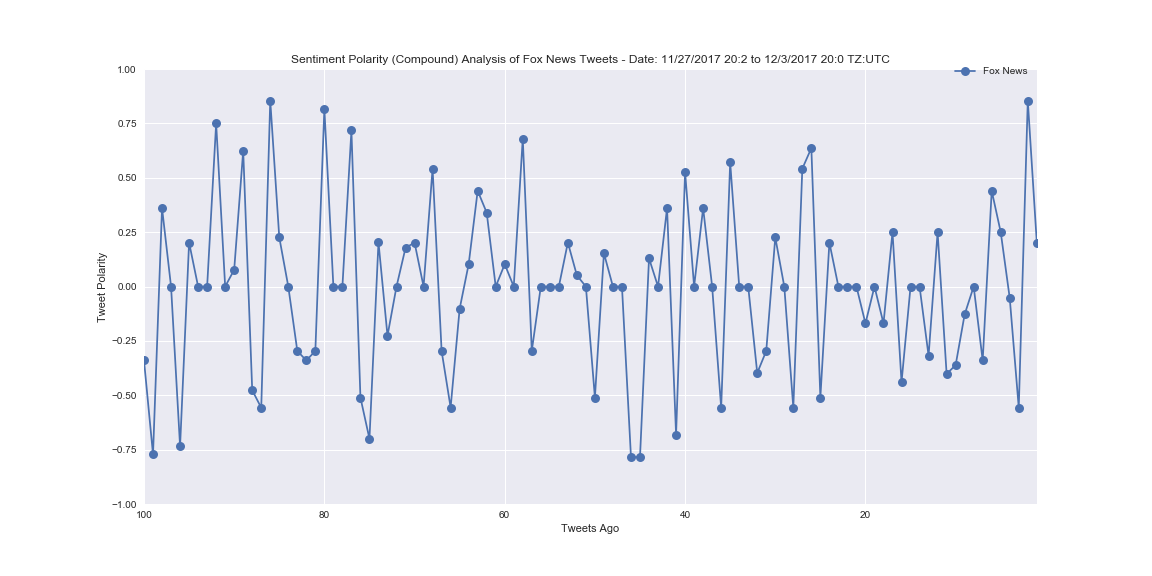 Sentiment Polarity (Compound) Analysis of Fox News Tweets - Date: 11/27/2017 20:2 to 12/3/2017 20:0 TZ:UTC
Fox News
1.00
0.75
0.50
0.25
0.00
−0.25
−0.50
−0.75
−1.00
Tweet Polarity
100 80 60 40 20
Tweets Ago